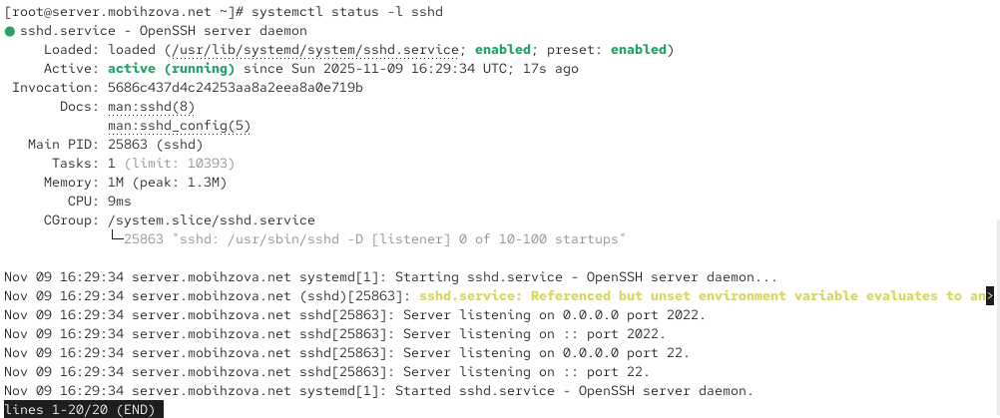 [root@server.mobihzova.net ~]# systemctl status -l sshd
● sshd.service - OpenSSH server daemon
     Loaded: loaded (/usr/lib/systemd/system/sshd.service; enabled; preset: enabled)
     Active: active (running) since Sun 2025-11-09 16:29:34 UTC; 17s ago
 Invocation: 5686c437d4c24253aa8a2eea8a0e719b
       Docs: man:sshd(8)
             man:sshd_config(5)
   Main PID: 25863 (sshd)
      Tasks: 1 (limit: 10393)
     Memory: 1M (peak: 1.3M)
        CPU: 9ms
     CGroup: /system.slice/sshd.service
             └─25863 "sshd: /usr/sbin/sshd -D [listener] 0 of 10-100 startups"

Nov 09 16:29:34 server.mobihzova.net systemd[1]: Starting sshd.service - OpenSSH server daemon...
Nov 09 16:29:34 server.mobihzova.net (sshd)[25863]: sshd.service: Referenced but unset environment variable evaluates to an>
Nov 09 16:29:34 server.mobihzova.net sshd[25863]: Server listening on 0.0.0.0 port 2022.
Nov 09 16:29:34 server.mobihzova.net sshd[25863]: Server listening on :: port 2022.
Nov 09 16:29:34 server.mobihzova.net sshd[25863]: Server listening on 0.0.0.0 port 22.
Nov 09 16:29:34 server.mobihzova.net sshd[25863]: Server listening on :: port 22.
Nov 09 16:29:34 server.mobihzova.net systemd[1]: Started sshd.service - OpenSSH server daemon.
lines 1-20/20 (END)